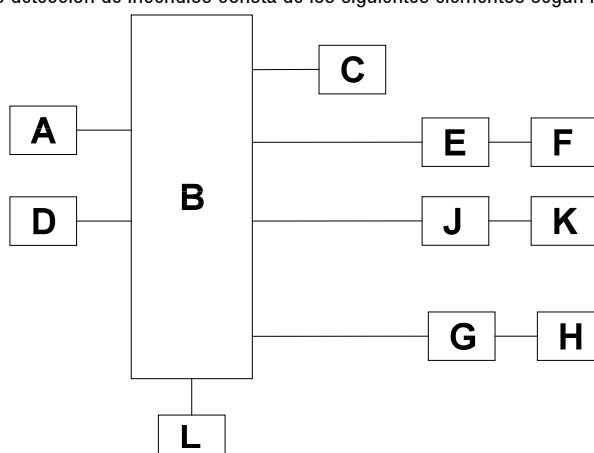 detección de incendios consta de los siguientes elementos según
C
A
E F
B
D J K
G H
L